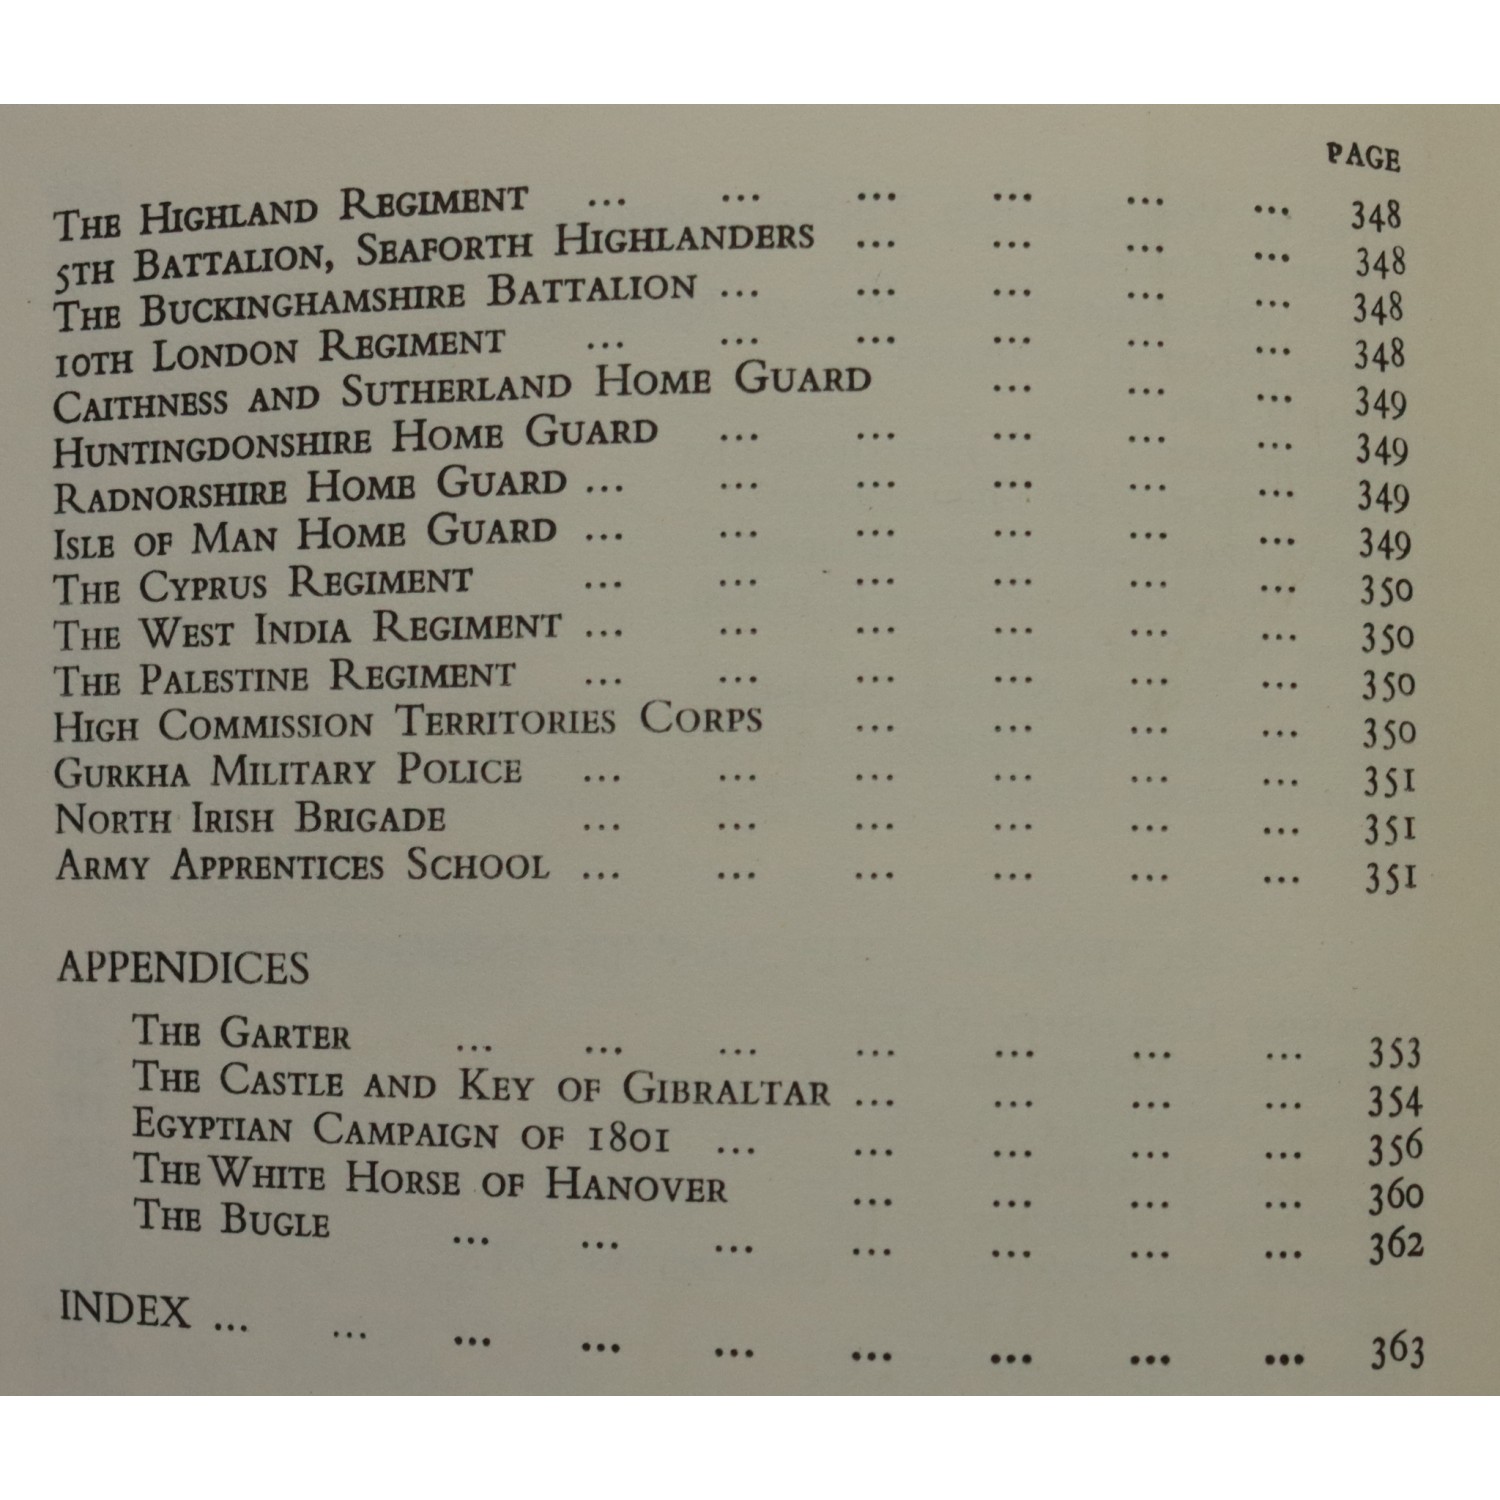 PAGE
THE HIGHLAND REGIMENT ... ... ... ... ... ... 348
5TH BATTALION, SEAFORTH HIGHLANDERS ... ... ... ... 348
THE BUCKINGHAMSHIRE BATTALION ... ... ... ... ... 348
10TH LONDON REGIMENT ... ... ... ... ... ... 348
CAITHNESS AND SUTHERLAND HOME GUARD ... ... ... 349
HUNTINGDONSHIRE HOME GUARD ... ... ... ... ... 349
RADNORSHIRE HOME GUARD ... ... ... ... ... ... 349
ISLE OF MAN HOME GUARD ... ... ... ... ... ... 349
THE CYPRUS REGIMENT ... ... ... ... ... ... 350
THE WEST INDIA REGIMENT ... ... ... ... ... ... 350
THE PALESTINE REGIMENT ... ... ... ... ... ... 350
HIGH COMMISSION TERRITORIES CORPS ... ... ... ... 350
GURKHA MILITARY POLICE ... ... ... ... ... ... 351
NORTH IRISH BRIGADE ... ... ... ... ... ... 351
ARMY APPRENTICES SCHOOL ... ... ... ... ... ... 351
APPENDICES
THE GARTER ... ... ... ... ... ... ... 353
THE CASTLE AND KEY OF GIBRALTAR ... ... ... ... 354
EGYPTIAN CAMPAIGN OF 1801 ... ... ... ... ... 356
THE WHITE HORSE OF HANOVER ... ... ... ... 360
THE BUGLE ... ... ... ... ... ... ... 362
INDEX ... ... ... ... ... ... ... ... ... 363